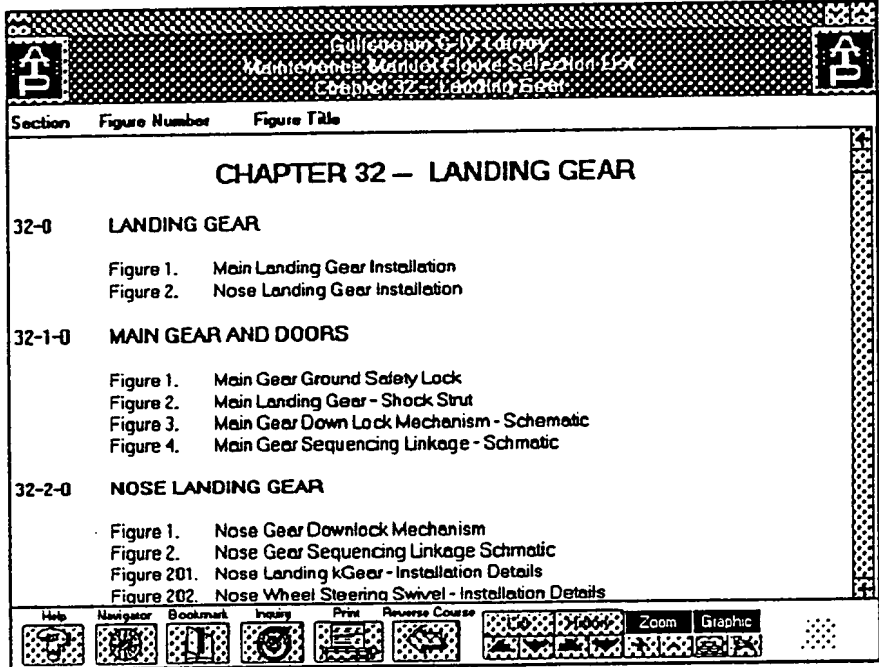 Maintenance Manual Figure Selection List
Chapter 32 - Landing Gear
Section Figure Number Figure Title
CHAPTER 32 — LANDING GEAR
32-0 LANDING GEAR
Figure 1. Main Landing Gear Installation
Figure 2. Nose Landing Gear Installation
32-1-0 MAIN GEAR AND DOORS
Figure 1. Main Gear Ground Safety Lock
Figure 2. Main Landing Gear - Shock Strut
Figure 3. Main Gear Down Lock Mechanism - Schematic
Figure 4. Main Gear Sequencing Linkage - Schmatic
32-2-0 NOSE LANDING GEAR
Figure 1. Nose Gear Downlock Mechanism
Figure 2. Nose Gear Sequencing Linkage Schmatic
Figure 201. Nose Landing kGear - Installation Details
Figure 202. Nose Wheel Steering Swivel - Installation Details
Help Navigator Bookmark Inquiry Print Reverse Course Zoom Graphic